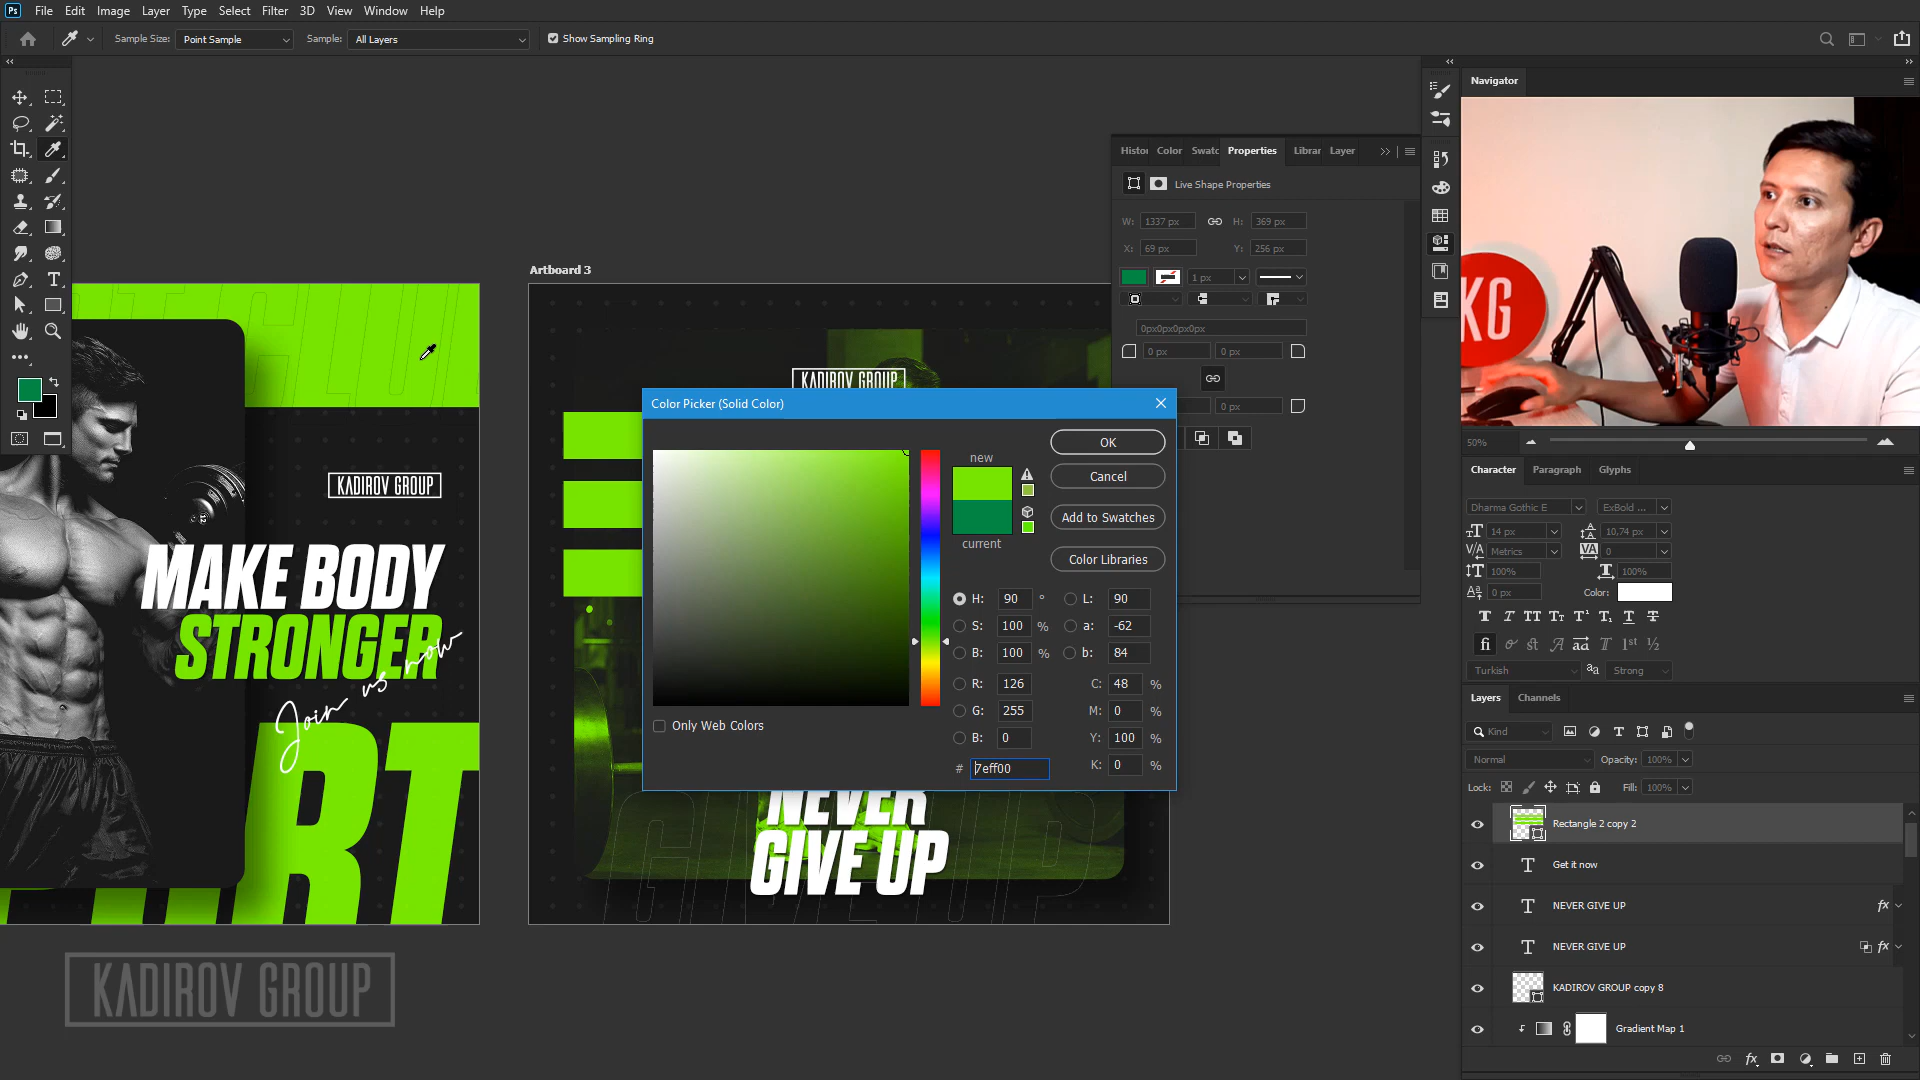 Ps File Edit Image Layer Type Select Filter 3D View Window Help
Sample Size: Point Sample Sample: All Layers Show Sampling Ring
Navigator
Histor Color Swatc Properties Librar Layer
Live Shape Properties
W: 1337 px H: 369 px
X: 69 px Y: 256 px
1 px
0px0px0px0px
0 px 0 px
0 px
Artboard 3
KADIROV GROUP
KG
Color Picker (Solid Color)
OK
Cancel
Add to Swatches
Color Libraries
new
current
H: 90 ° L: 90
S: 100 % a: -62
B: 100 % b: 84
R: 126 C: 48 %
G: 255 M: 0 %
B: 0 Y: 100 %
# 7eff00 K: 0 %
Only Web Colors
KADIROV GROUP
MAKE BODY
STRONGER
Join us now
RT
NEVER
GIVE UP
GIVE UP
KADIROV GROUP
50%
Character Paragraph Glyphs
Dharma Gothic E ExBold ...
14 px 10,74 px
Metrics 0
100% 100%
0 px Color:
Turkish Strong
Layers Channels
Kind
Normal Opacity: 100%
Lock: Fill: 100%
Rectangle 2 copy 2
Get it now
NEVER GIVE UP fx
NEVER GIVE UP fx
KADIROV GROUP copy 8
Gradient Map 1
fx